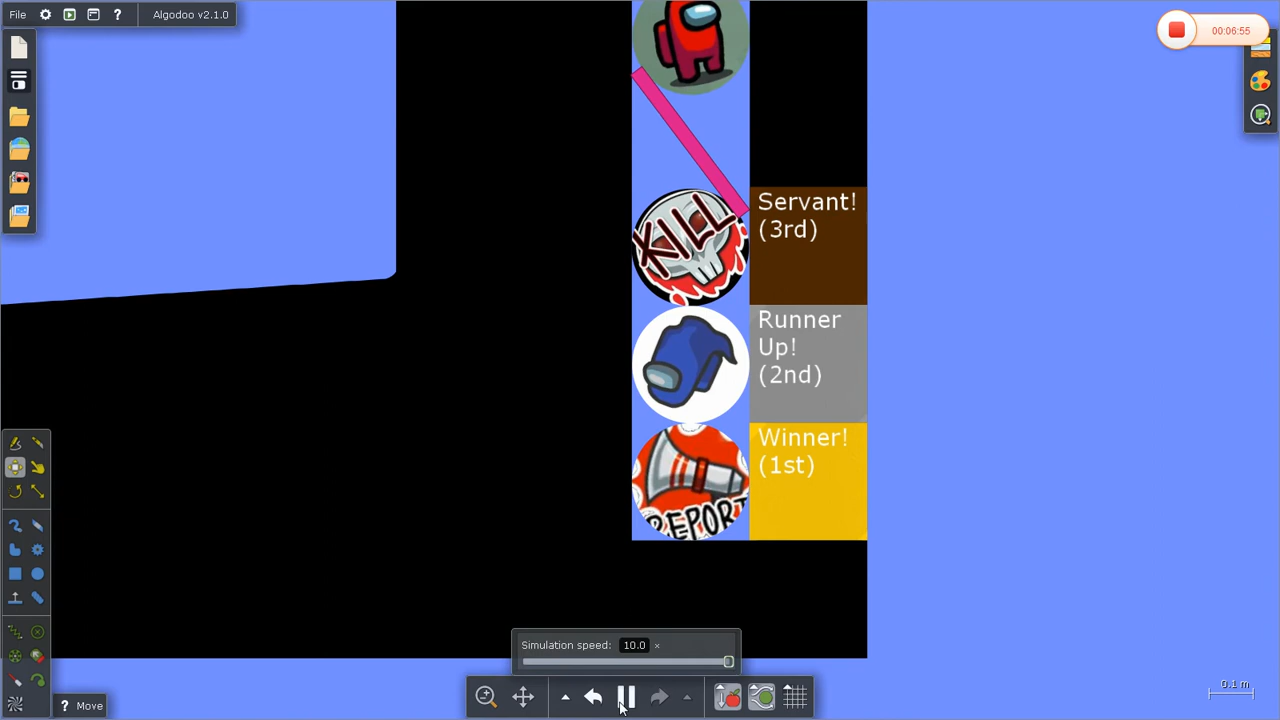 File ? Algodoo v2.1.0
00:06:55
KILL
Servant!
(3rd)
Runner
Up!
(2nd)
Winner!
(1st)
REPORT
Simulation speed: 10.0 ×
? Move
0.1 m